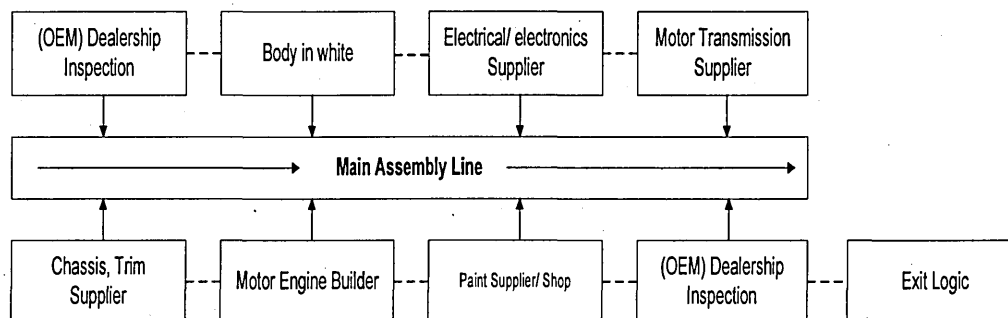 (OEM) Dealership
Inspection
Body in white
Electrical/ electronics
Supplier
Motor Transmission
Supplier
Main Assembly Line
Chassis, Trim
Supplier
Motor Engine Builder
Paint Supplier/ Shop
(OEM) Dealership
Inspection
Exit Logic